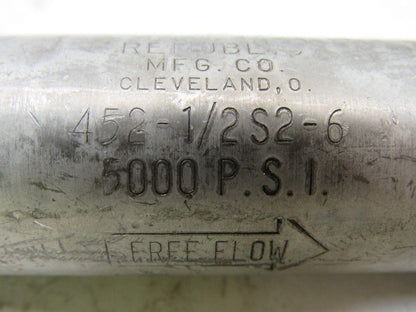 REPUBLIC
MFG. CO.
CLEVELAND, O.
452-1/2S2-6
5000 P.S.I.
FREE FLOW